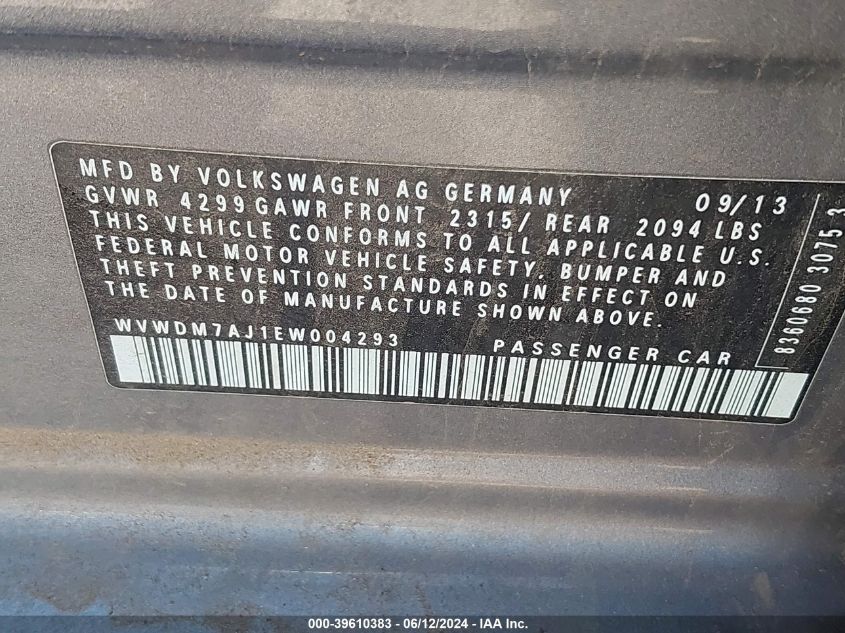 MFD BY VOLKSWAGEN AG GERMANY 09/13
GVWR 4299 GAWR FRONT 2315/ REAR 2094 LBS
THIS VEHICLE CONFORMS TO ALL APPLICABLE U.S.
FEDERAL MOTOR VEHICLE SAFETY, BUMPER AND
THEFT PREVENTION STANDARDS IN EFFECT ON
THE DATE OF MANUFACTURE SHOWN ABOVE.
WVWDM7AJ1EW004293 PASSENGER CAR
8360680 3075 3
000-39610383 - 06/12/2024 - IAA Inc.